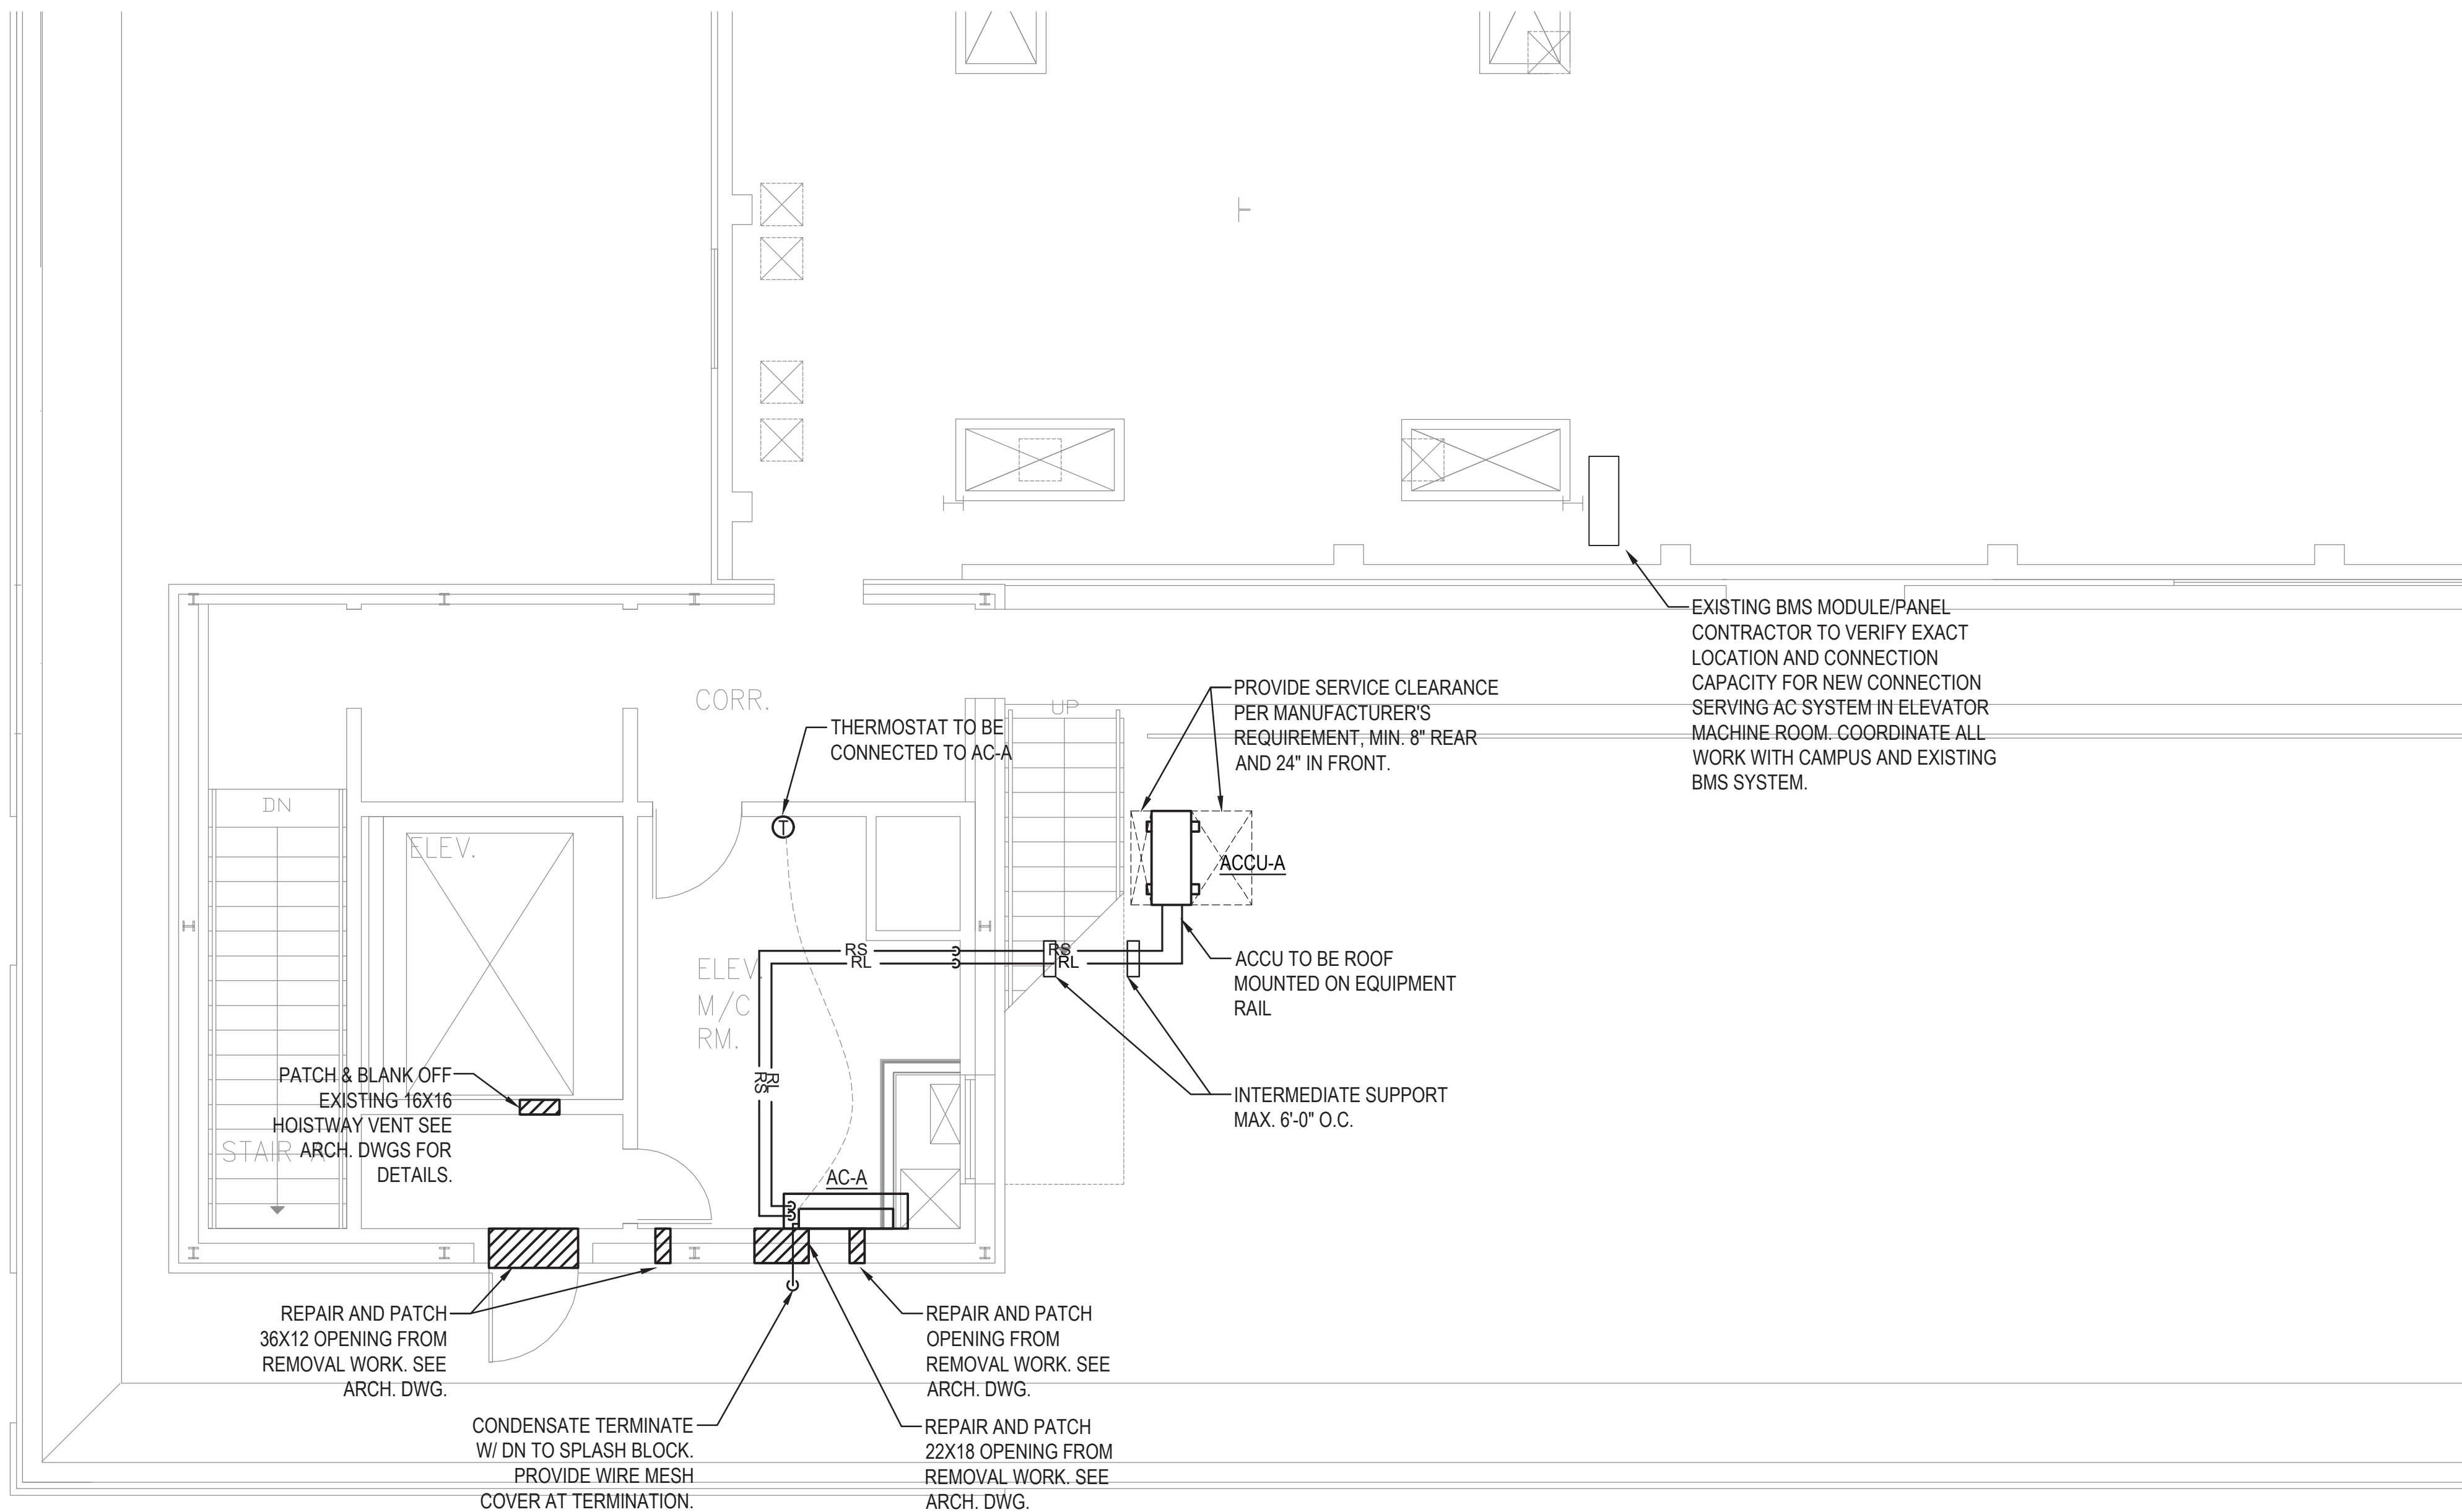 EXISTING BMS MODULE/PANEL
CONTRACTOR TO VERIFY EXACT
LOCATION AND CONNECTION
CAPACITY FOR NEW CONNECTION
SERVING AC SYSTEM IN ELEVATOR
MACHINE ROOM. COORDINATE ALL
WORK WITH CAMPUS AND EXISTING
BMS SYSTEM.
CORR.
THERMOSTAT TO BE
CONNECTED TO AC-A
UP
PROVIDE SERVICE CLEARANCE
PER MANUFACTURER'S
REQUIREMENT, MIN. 8" REAR
AND 24" IN FRONT.
DN
ELEV.
T
ACCU-A
RS
RL
RS
RL
ELEV.
M/C
RM.
ACCU TO BE ROOF
MOUNTED ON EQUIPMENT
RAIL
RS
RL
PATCH & BLANK OFF
EXISTING 16X16
HOISTWAY VENT SEE
ARCH. DWGS FOR
DETAILS.
STAIR
INTERMEDIATE SUPPORT
MAX. 6'-0" O.C.
AC-A
REPAIR AND PATCH
36X12 OPENING FROM
REMOVAL WORK. SEE
ARCH. DWG.
REPAIR AND PATCH
OPENING FROM
REMOVAL WORK. SEE
ARCH. DWG.
CONDENSATE TERMINATE
W/ DN TO SPLASH BLOCK.
PROVIDE WIRE MESH
COVER AT TERMINATION.
REPAIR AND PATCH
22X18 OPENING FROM
REMOVAL WORK. SEE
ARCH. DWG.